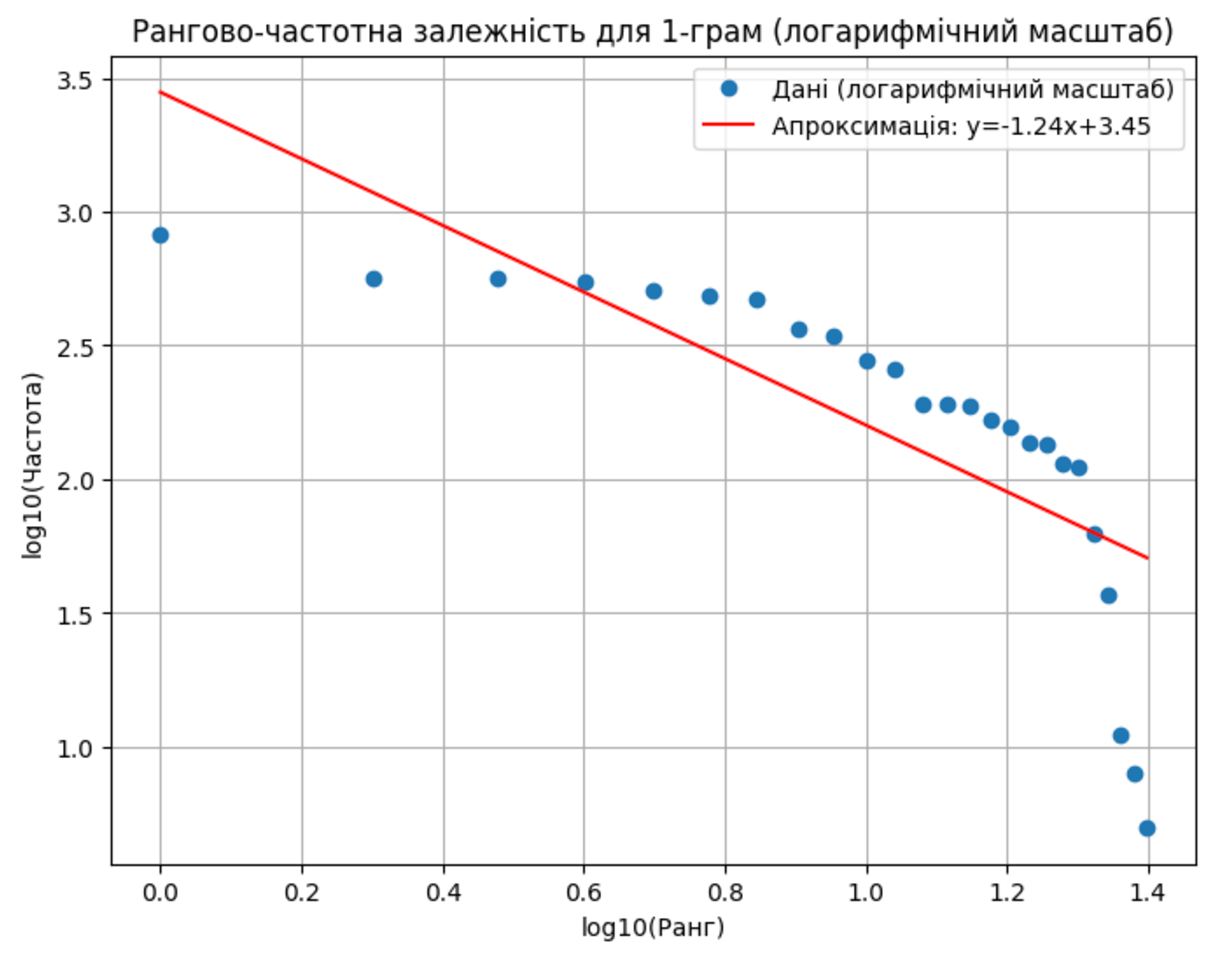 Рангово-частотна залежність для 1-грам (логарифмічний масштаб)
Дані (логарифмічний масштаб)
Апроксимація: y=-1.24x+3.45
3.5
3.0
2.5
2.0
1.5
1.0
log10(Частота)
0.0 0.2 0.4 0.6 0.8 1.0 1.2 1.4
log10(Ранг)